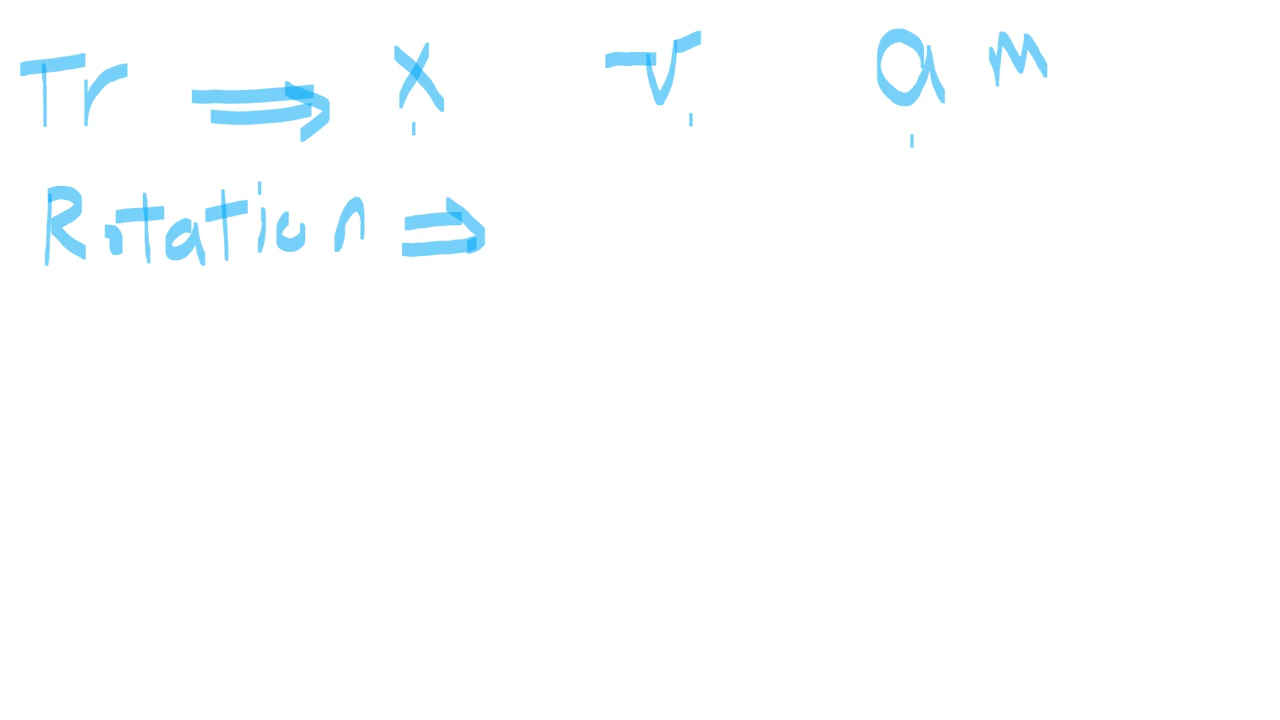 Tr ⇒ x v a m
Rotation ⇒